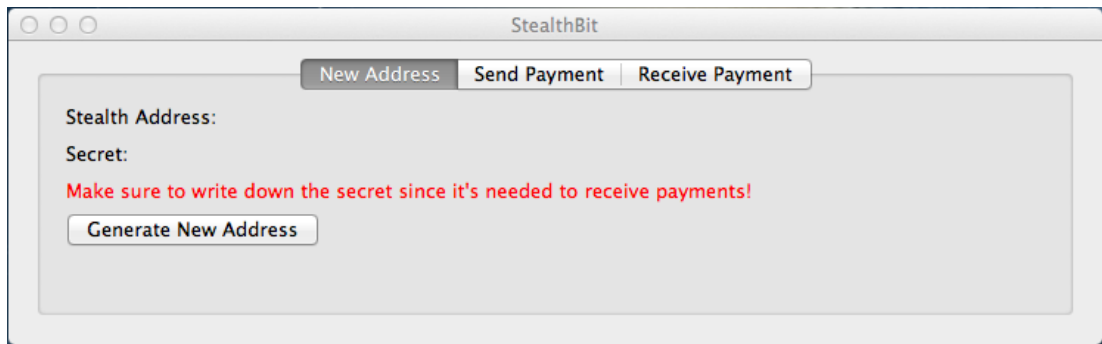 StealthBit
New Address Send Payment Receive Payment
Stealth Address:
Secret:
Make sure to write down the secret since it's needed to receive payments!
Generate New Address